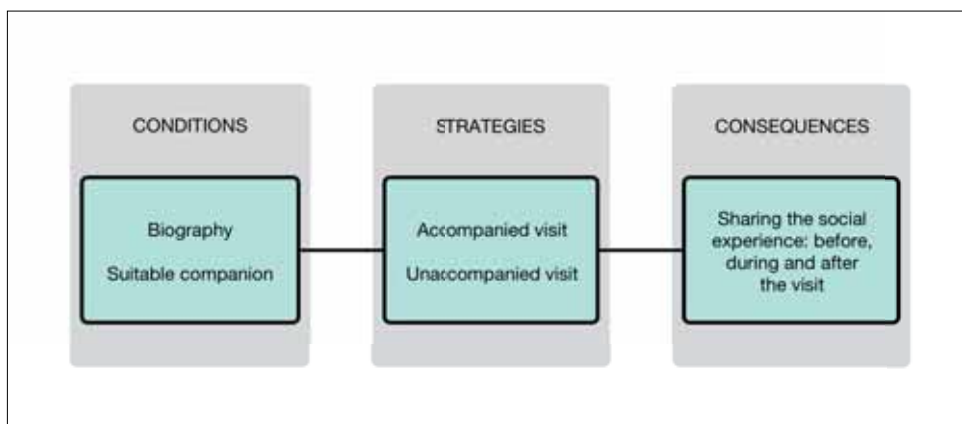 CONDITIONS
Biography
Suitable companion
STRATEGIES
Accompanied visit
Unaccompanied visit
CONSEQUENCES
Sharing the social
experience: before,
during and after
the visit